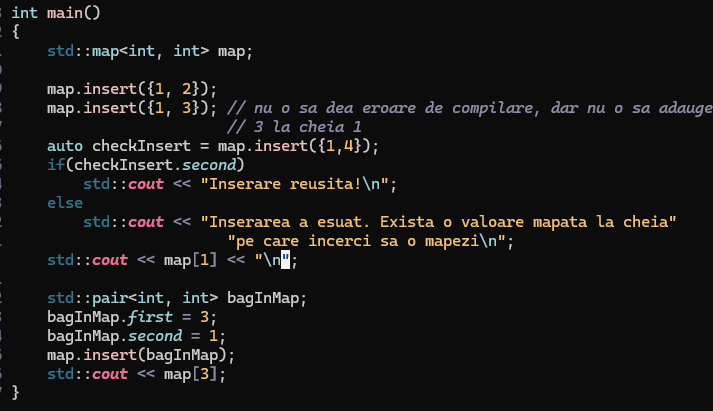 int main()
{
    std::map<int, int> map;
    map.insert({1, 2});
    map.insert({1, 3}); // nu o sa dea eroare de compilare, dar nu o sa adauge
                        // 3 la cheia 1
    auto checkInsert = map.insert({1,4});
    if(checkInsert.second)
        std::cout << "Inserare reusita!\n";
    else
        std::cout << "Inserarea a esuat. Exista o valoare mapata la cheia"
                        "pe care incerci sa o mapezi\n";
    std::cout << map[1] << "\n";
    std::pair<int, int> bagInMap;
    bagInMap.first = 3;
    bagInMap.second = 1;
    map.insert(bagInMap);
    std::cout << map[3];
}